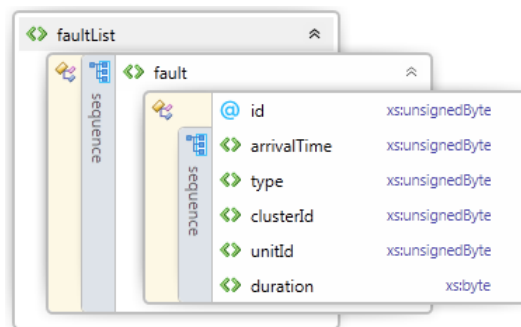 faultList
sequence
fault
sequence
@ id xs:unsignedByte
arrivalTime xs:unsignedByte
type xs:unsignedByte
clusterId xs:unsignedByte
unitId xs:unsignedByte
duration xs:byte